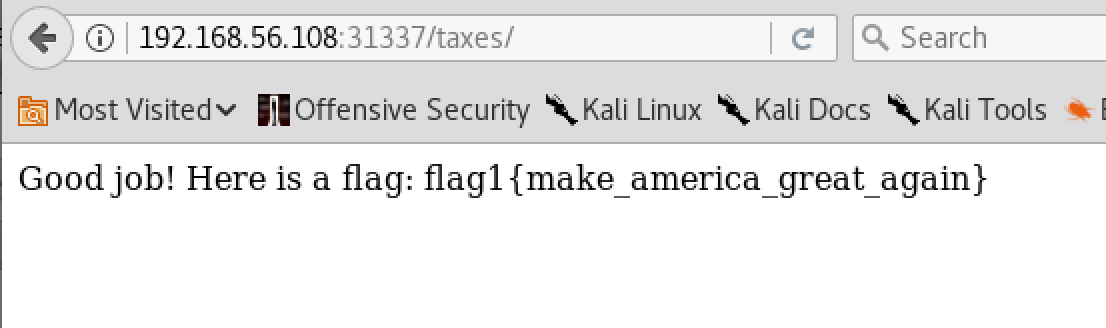 192.168.56.108:31337/taxes/
Search
Most Visited
Offensive Security
Kali Linux
Kali Docs
Kali Tools
Good job! Here is a flag: flag1{make_america_great_again}